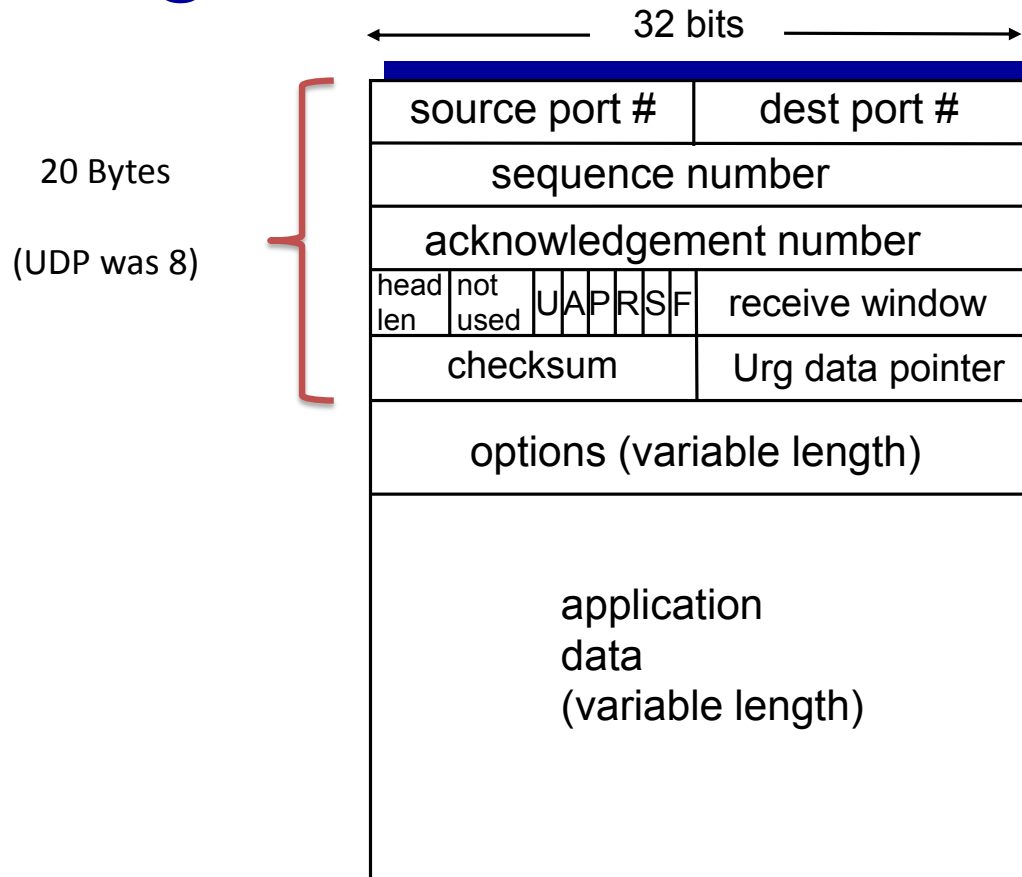 32 bits
source port # dest port #
20 Bytes
sequence number
acknowledgement number
(UDP was 8)
head len not used U A P R S F receive window
checksum Urg data pointer
options (variable length)
application
data
(variable length)